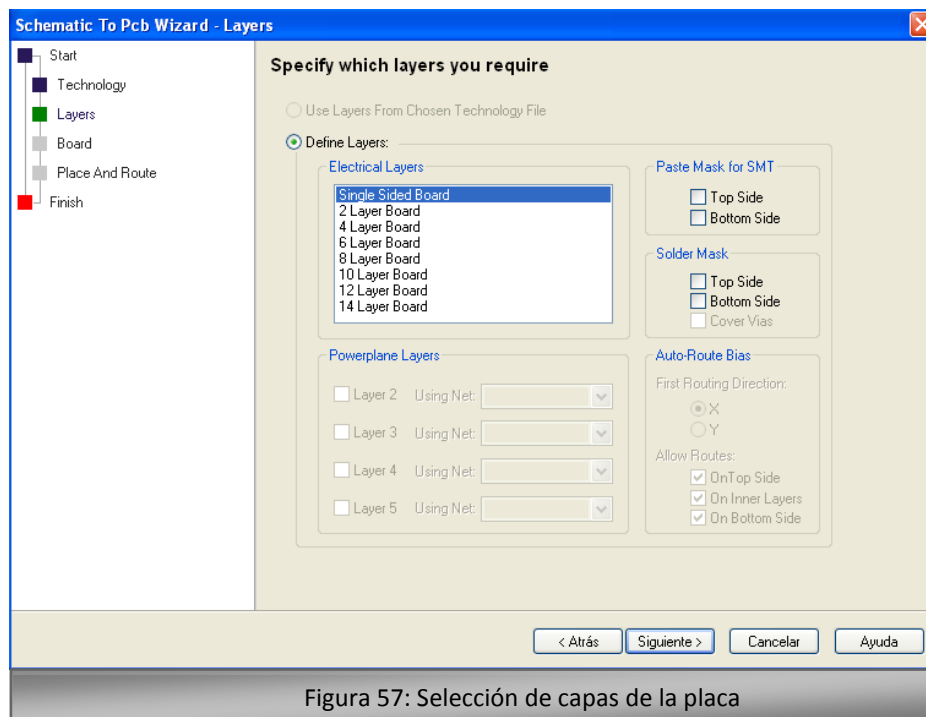 Schematic To Pcb Wizard - Layers
Start
Technology
Layers
Board
Place And Route
Finish
Specify which layers you require
Use Layers From Chosen Technology File
Define Layers:
Electrical Layers
Single Sided Board
2 Layer Board
4 Layer Board
6 Layer Board
8 Layer Board
10 Layer Board
12 Layer Board
14 Layer Board
Paste Mask for SMT
Top Side
Bottom Side
Solder Mask
Top Side
Bottom Side
Cover Vias
Powerplane Layers
Layer 2 Using Net:
Layer 3 Using Net:
Layer 4 Using Net:
Layer 5 Using Net:
Auto-Route Bias
First Routing Direction:
X
Y
Allow Routes:
OnTop Side
On Inner Layers
On Bottom Side
< Atrás Siguiente > Cancelar Ayuda
Figura 57: Selección de capas de la placa